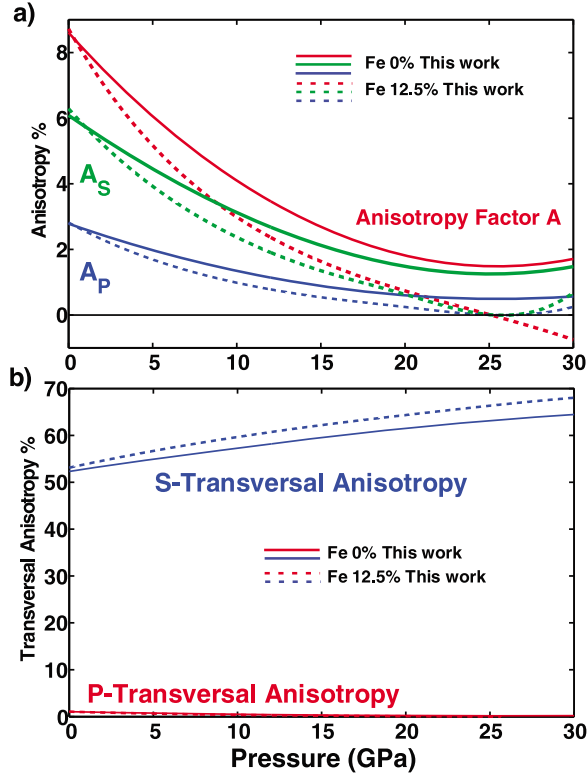 a)
8
6
4
2
0
Anisotropy %
Fe 0% This work
Fe 12.5% This work
A_S
A_P
Anisotropy Factor A
0 5 10 15 20 25 30
b)
70
60
50
40
30
20
10
0
Transversal Anisotropy %
S-Transversal Anisotropy
Fe 0% This work
Fe 12.5% This work
P-Transversal Anisotropy
0 5 10 15 20 25 30
Pressure (GPa)